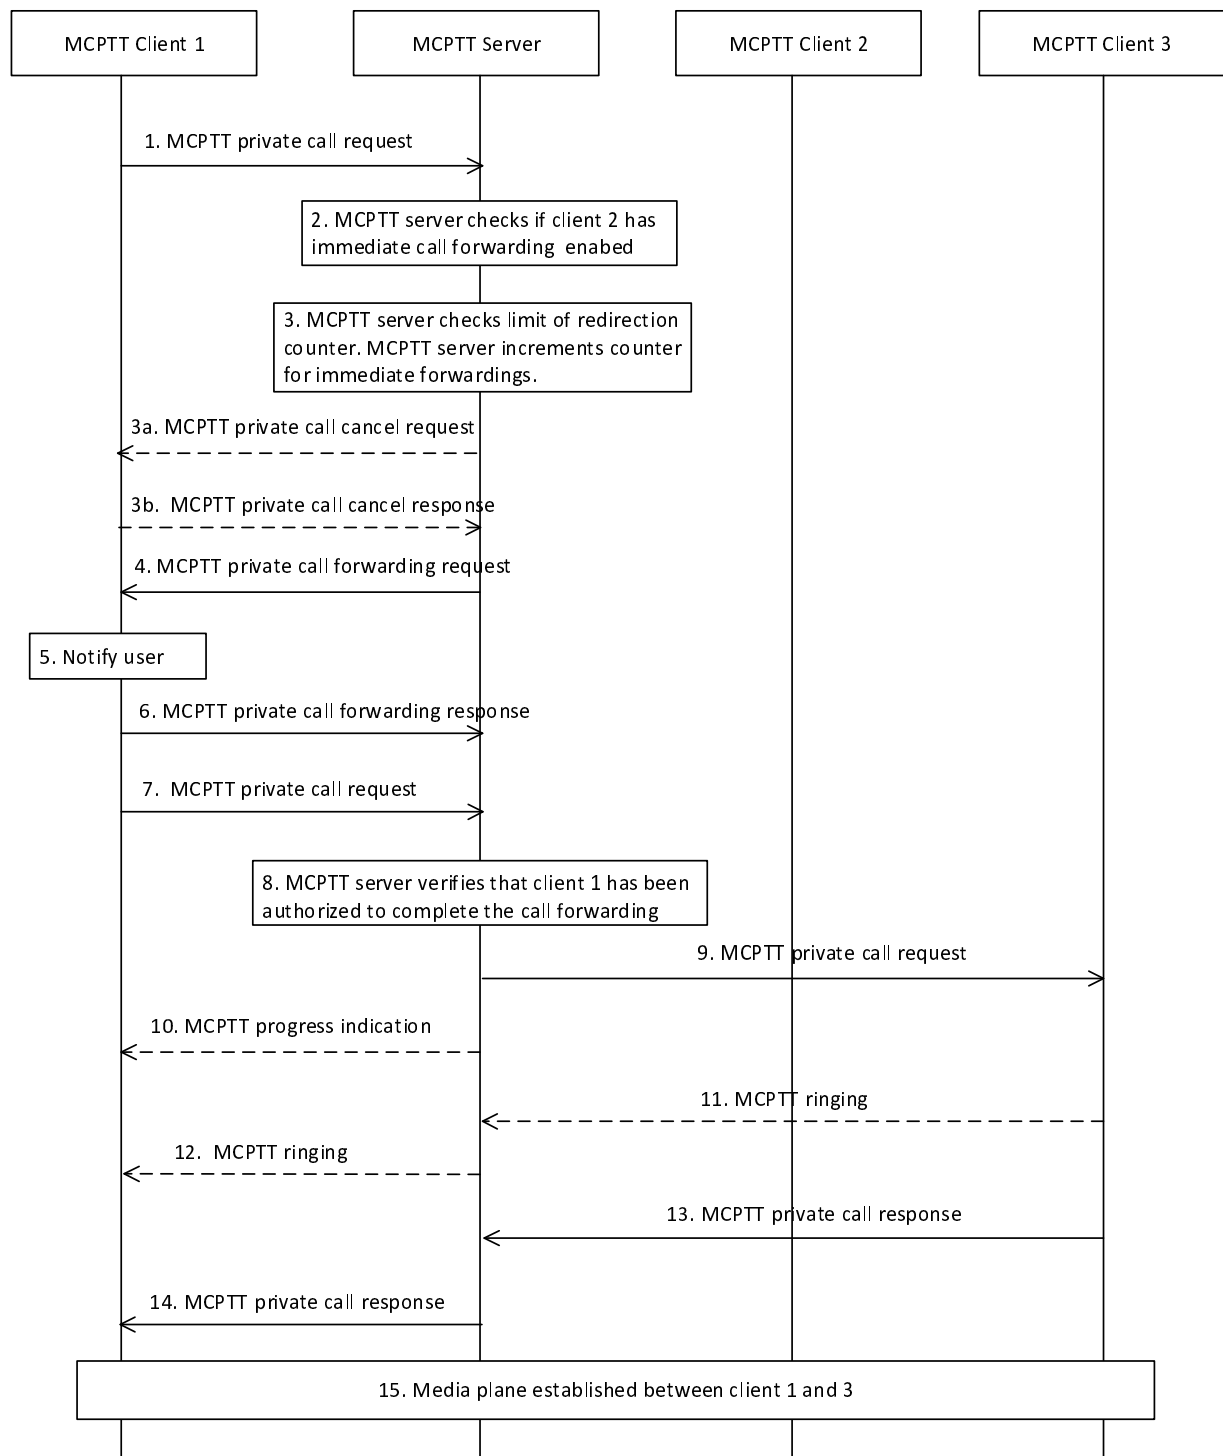 MCPTT Client 1
MCPTT Server
MCPTT Client 2
MCPTT Client 3
1. MCPTT private call request
2. MCPTT server checks if client 2 has
immediate call forwarding enabed
3. MCPTT server checks limit of redirection
counter. MCPTT server increments counter
for immediate forwardings.
3a. MCPTT private call cancel request
3b. MCPTT private call cancel response
4. MCPTT private call forwarding request
5. Notify user
6. MCPTT private call forwarding response
7. MCPTT private call request
8. MCPTT server verifies that client 1 has been
authorized to complete the call forwarding
9. MCPTT private call request
10. MCPTT progress indication
11. MCPTT ringing
12. MCPTT ringing
13. MCPTT private call response
14. MCPTT private call response
15. Media plane established between client 1 and 3